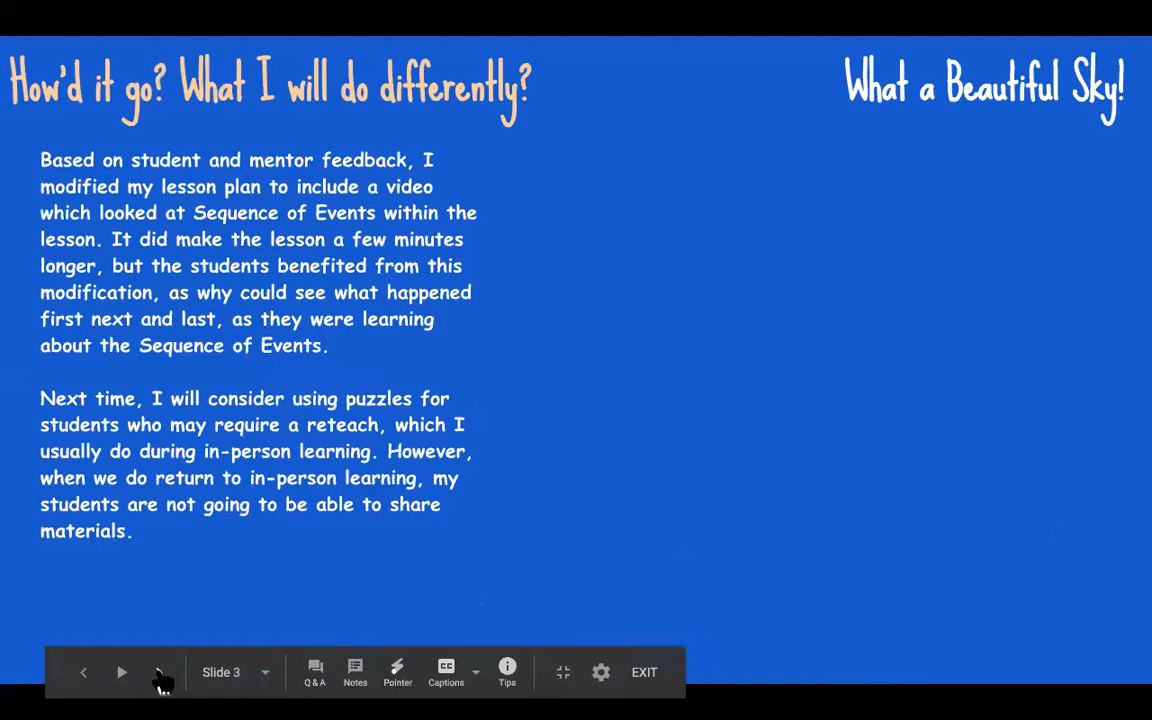 How'd it go? What I will do differently?
What a Beautiful Sky!
Based on student and mentor feedback, I
modified my lesson plan to include a video
which looked at Sequence of Events within the
lesson. It did make the lesson a few minutes
longer, but the students benefited from this
modification, as why could see what happened
first next and last, as they were learning
about the Sequence of Events.
Next time, I will consider using puzzles for
students who may require a reteach, which I
usually do during in-person learning. However,
when we do return to in-person learning, my
students are not going to be able to share
materials.
Slide 3
Q & A
Notes
Pointer
Captions
Tips
EXIT